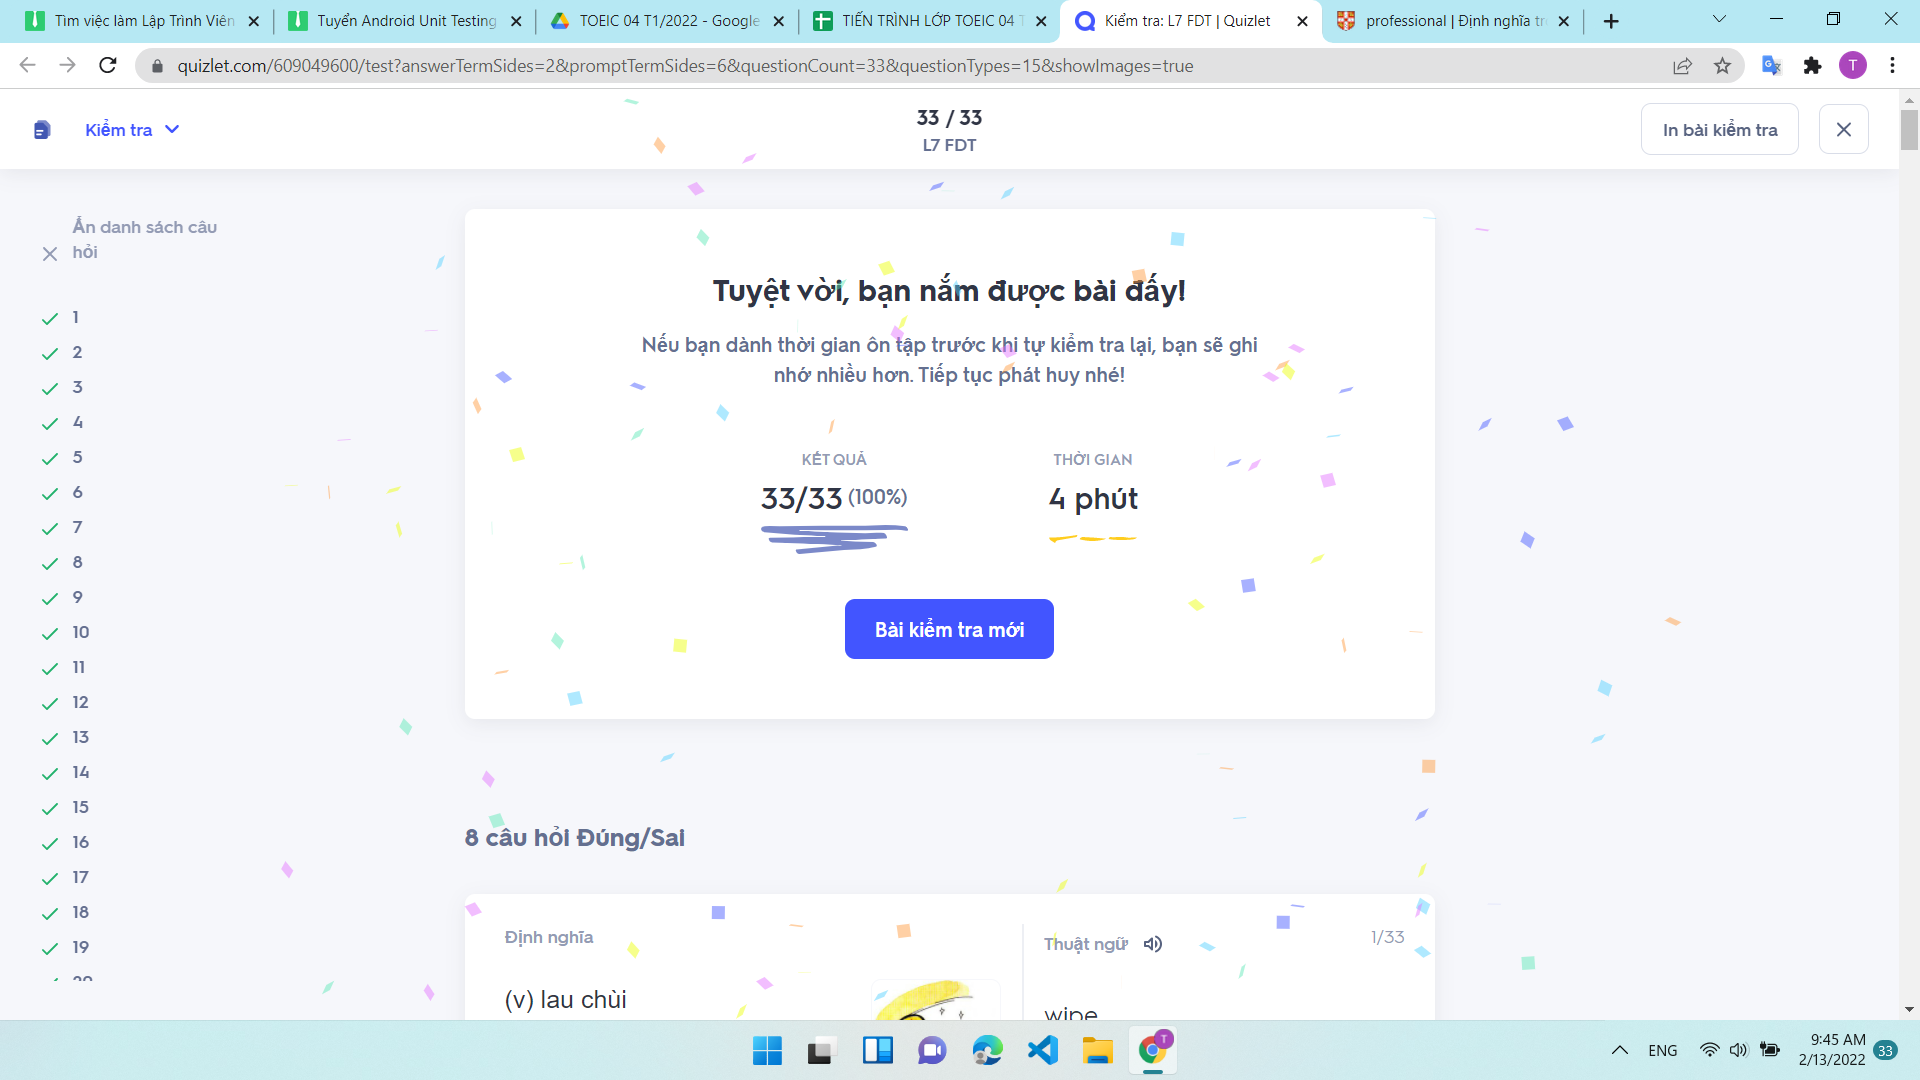 Tìm việc làm Lập Trình Viên
Tuyển Android Unit Testing
TOEIC 04 T1/2022 - Google
TIẾN TRÌNH LỚP TOEIC 04 T
Kiểm tra: L7 FDT | Quizlet
professional | Định nghĩa tr
quizlet.com/609049600/test?answerTermSides=2&promptTermSides=6&questionCount=33&questionTypes=15&showImages=true
T
Kiểm tra
33 / 33
L7 FDT
In bài kiểm tra
Ẩn danh sách câu
hỏi
1
2
3
4
5
6
7
8
9
10
11
12
13
14
15
16
17
18
19
20
Tuyệt vời, bạn nắm được bài đấy!
Nếu bạn dành thời gian ôn tập trước khi tự kiểm tra lại, bạn sẽ ghi
nhớ nhiều hơn. Tiếp tục phát huy nhé!
KẾT QUẢ
33/33 (100%)
THỜI GIAN
4 phút
Bài kiểm tra mới
8 câu hỏi Đúng/Sai
Định nghĩa
(v) lau chùi
Thuật ngữ
1/33
wipe
T
ENG
9:45 AM
2/13/2022
33